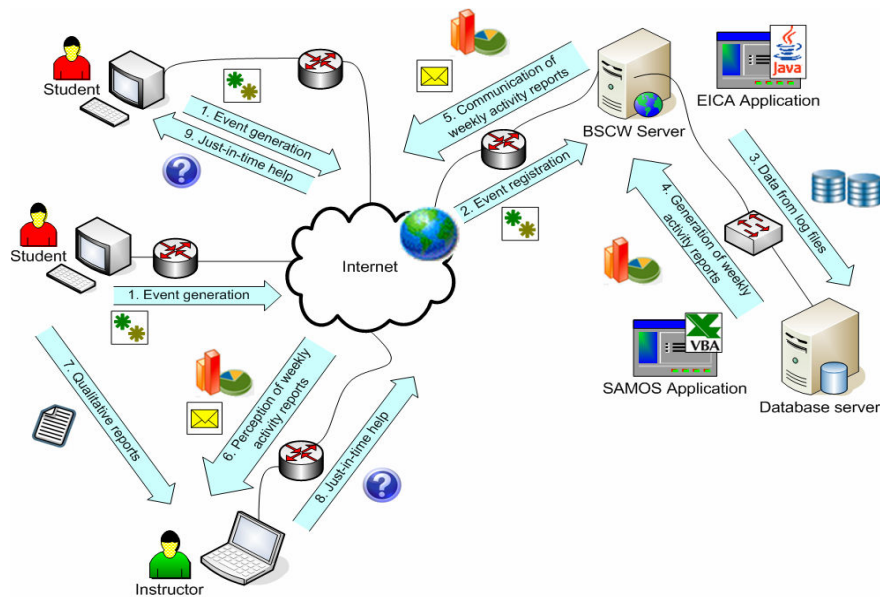 Student
1. Event generation
9. Just-in-time help
5. Communication of
weekly activity reports
BSCW Server
Java
EICA Application
2. Event registration
3. Data from log files
4. Generation of weekly
activity reports
Student
1. Event generation
Internet
VBA
SAMOS Application
Database server
7. Qualitative reports
6. Perception of weekly
activity reports
8. Just-in-time help
Instructor